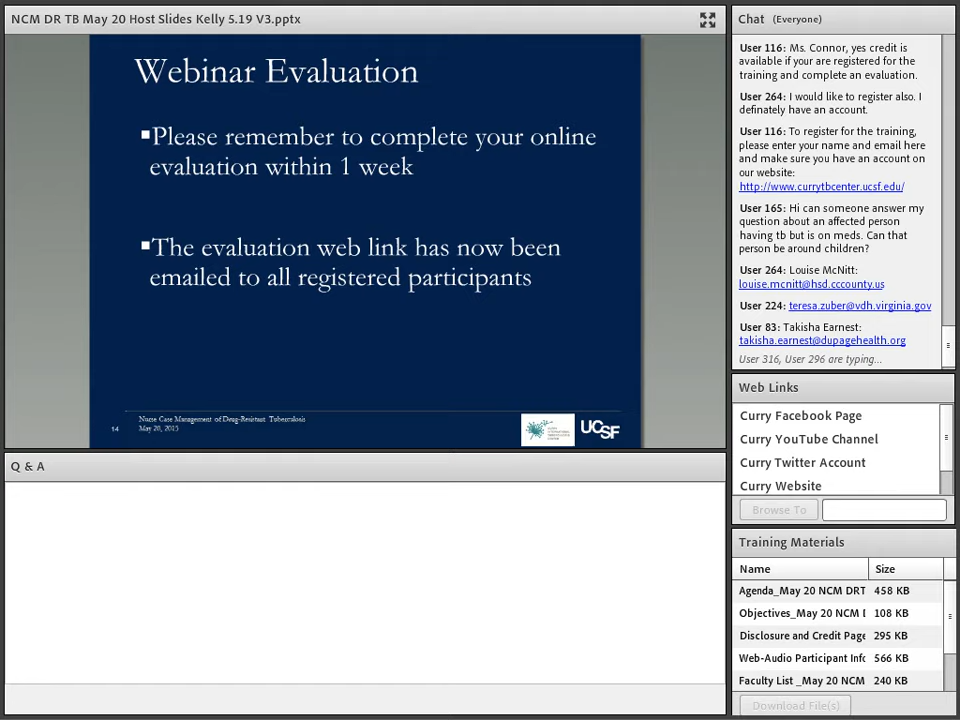 NCM DR TB May 20 Host Slides Kelly 5.19 V3.pptx
Webinar Evaluation
▪Please remember to complete your online
evaluation within 1 week
▪The evaluation web link has now been
emailed to all registered participants
14
Nurse Case Management of Drug-Resistant Tuberculosis
May 20, 2015
UCSF
Q & A
Chat (Everyone)
User 116: Ms. Connor, yes credit is
available if your are registered for the
training and complete an evaluation.
User 264: I would like to register also. I
definately have an account.
User 116: To register for the training,
please enter your name and email here
and make sure you have an account on
our website:
http://www.currytbcenter.ucsf.edu/
User 165: Hi can someone answer my
question about an affected person
having tb but is on meds. Can that
person be around children?
User 264: Louise McNitt:
louise.mcnitt@hsd.cccounty.us
User 224: teresa.zuber@vdh.virginia.gov
User 83: Takisha Earnest:
takisha.earnest@dupagehealth.org
User 316, User 296 are typing...
Web Links
Curry Facebook Page
Curry YouTube Channel
Curry Twitter Account
Curry Website
Browse To
Training Materials
Name Size
Agenda_May 20 NCM DRT 458 KB
Objectives_May 20 NCM 108 KB
Disclosure and Credit Page 295 KB
Web-Audio Participant Info 566 KB
Faculty List _May 20 NCM 240 KB
Download File(s)